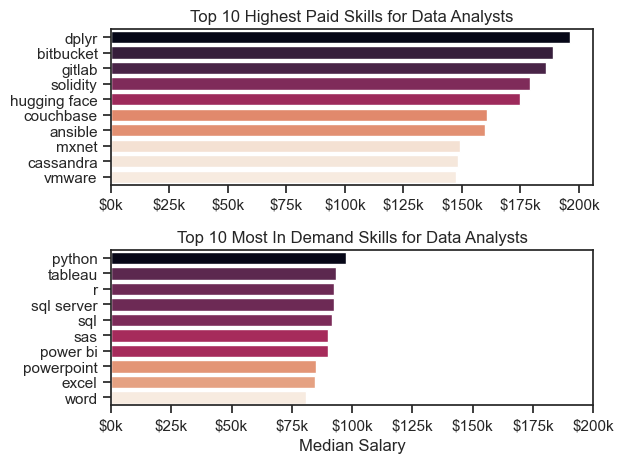 Top 10 Highest Paid Skills for Data Analysts
dplyr
bitbucket
gitlab
solidity
hugging face
couchbase
ansible
mxnet
cassandra
vmware
$0k $25k $50k $75k $100k $125k $150k $175k $200k
Top 10 Most In Demand Skills for Data Analysts
python
tableau
r
sql server
sql
sas
power bi
powerpoint
excel
word
$0k $25k $50k $75k $100k $125k $150k $175k $200k
Median Salary